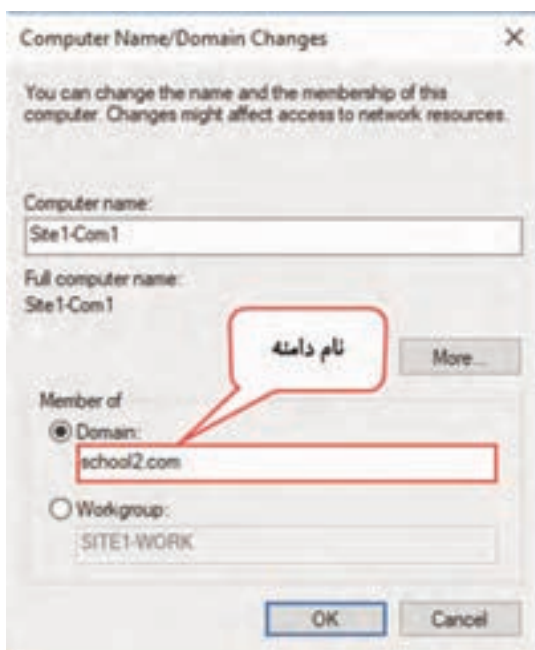 Computer Name/Domain Changes
You can change the name and the membership of this
computer. Changes might affect access to network resources.
Computer name:
Site1-Com1
Full computer name:
Site1-Com1
نام دامنه
More...
Member of
Domain:
school2.com
Workgroup:
SITE1-WORK
OK
Cancel